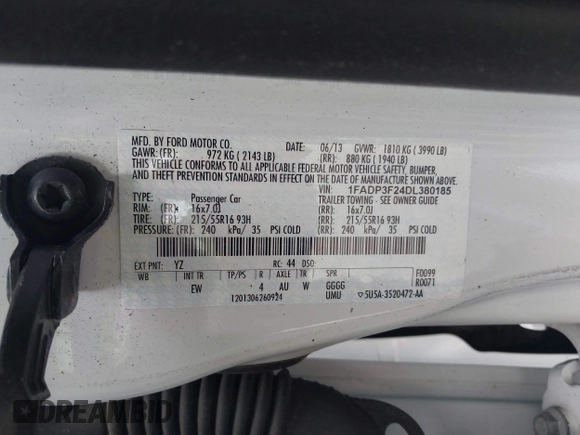 MFD. BY FORD MOTOR CO.
DATE: 06/13 GVWR: 1810 KG ( 3990 LB)
GAWR:(FR): 972 KG ( 2143 LB) (RR): 880 KG ( 1940 LB)
THIS VEHICLE CONFORMS TO ALL APPLICABLE FEDERAL MOTOR VEHICLE SAFETY, BUMPER,
AND THEFT PREVENTION STANDARDS IN EFFECT ON THE DATE OF MANUFACTURE SHOWN ABOVE.
VIN: 1FADP3F24DL380185
TYPE: Passenger Car TRAILER TOWING - SEE OWNER GUIDE
RIM: (FR): 16x7.0J (RR): 16x7.0J
TIRE: (FR): 215/55R16 93H (RR): 215/55R16 93H
PRESSURE: (FR): 240 kPa/ 35 PSI COLD (RR): 240 kPa/ 35 PSI COLD
EXT PNT: YZ RC: 44 DSO:
WB INT TR TP/PS R AXLE TR SPR F0099
EW 4 AU W GGGG R0071
1201306260924 UMU 5U5A-3520472-AA
DREAMBID